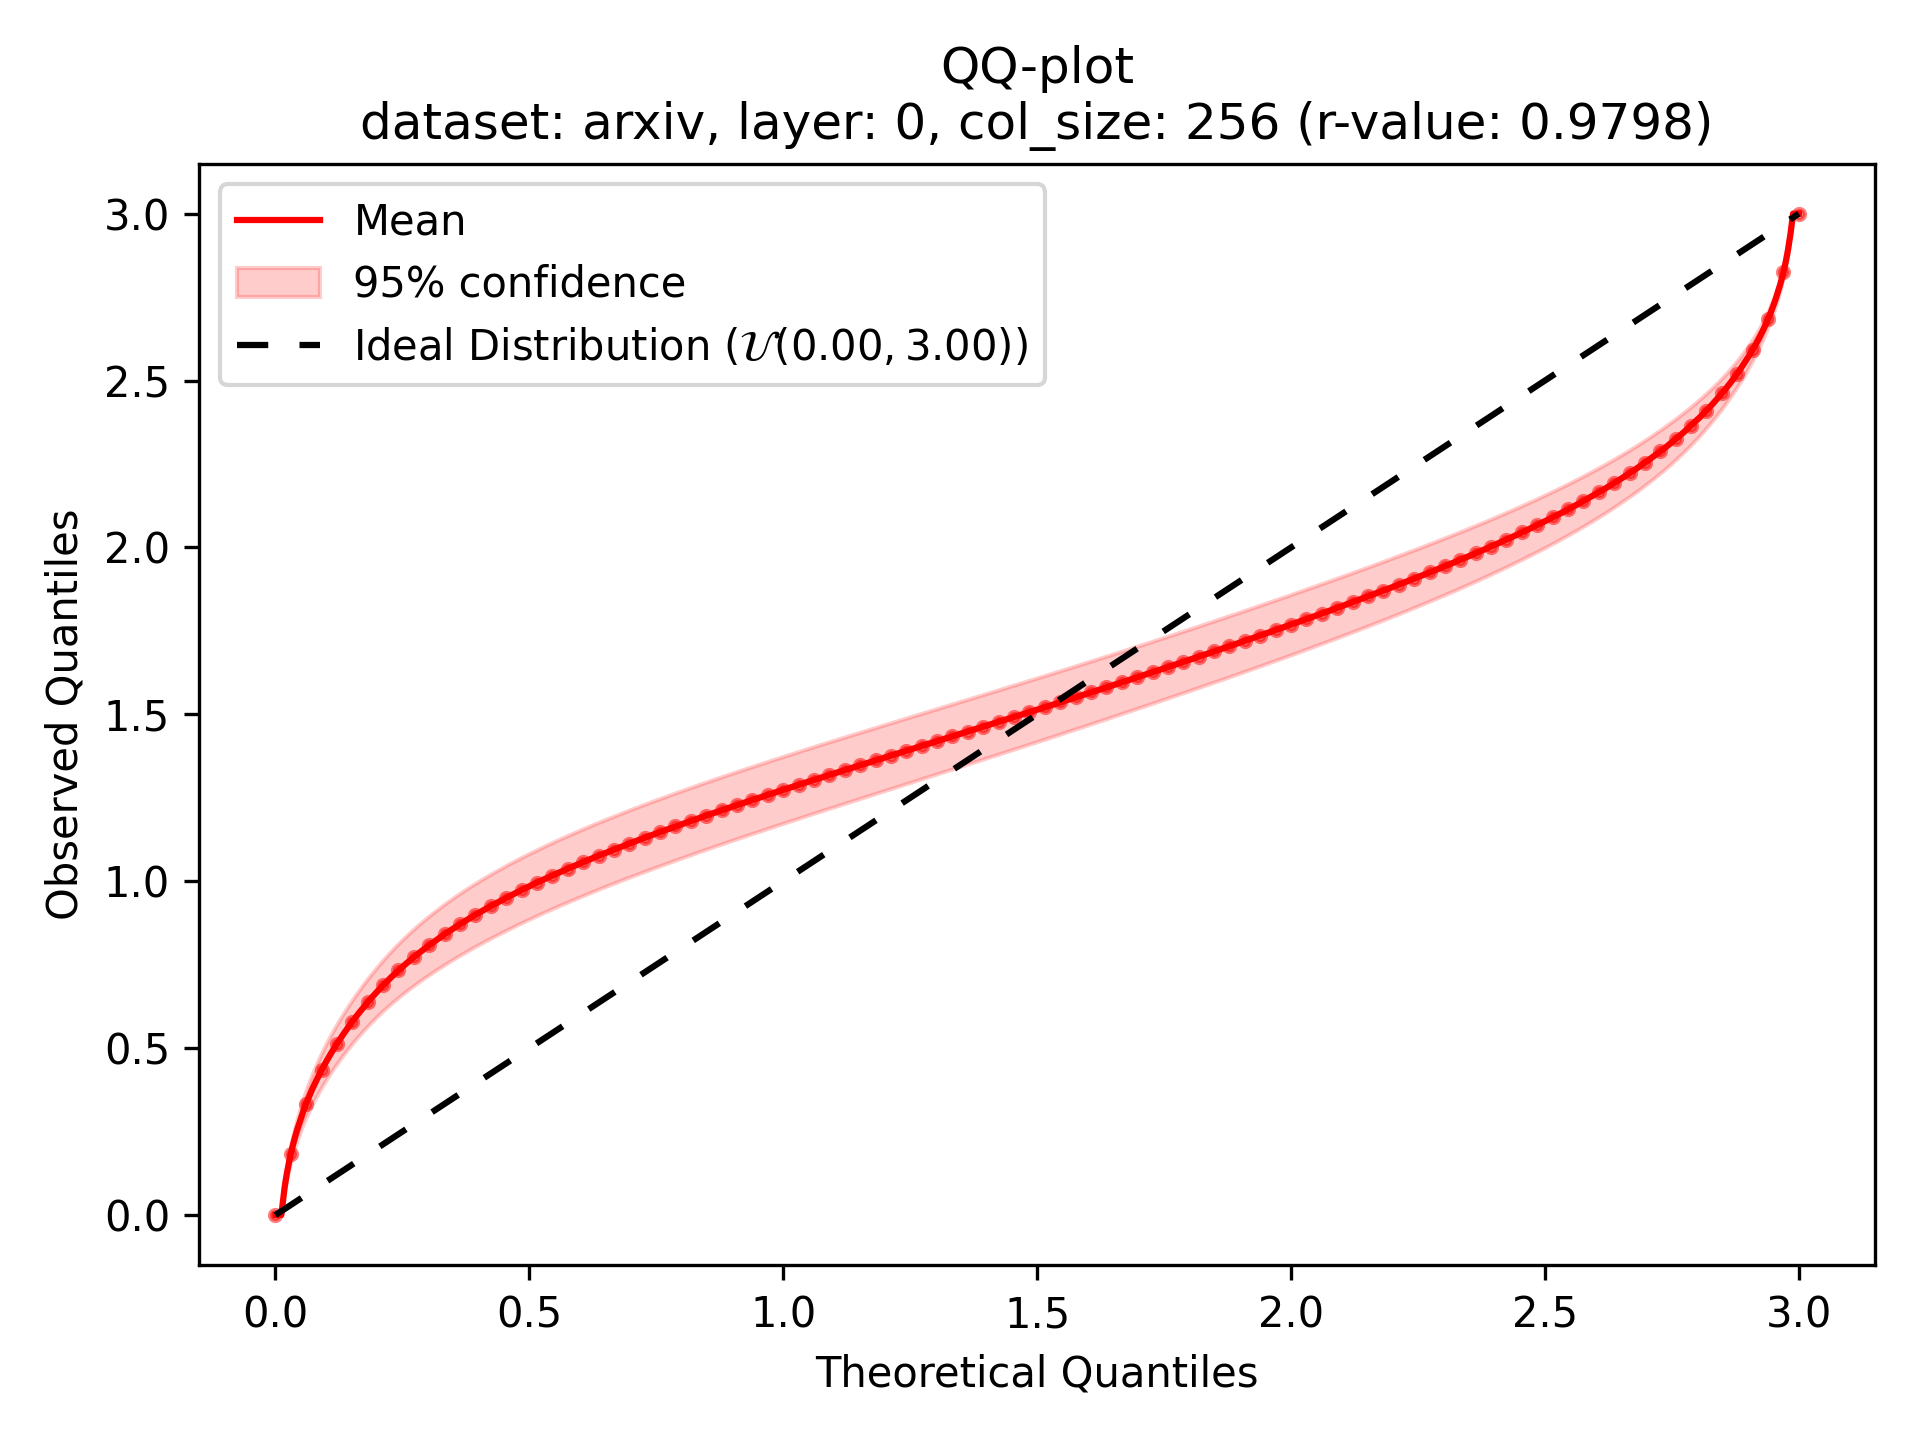 QQ-plot
dataset: arxiv, layer: 0, col_size: 256 (r-value: 0.9798)
Mean
95% confidence
Ideal Distribution (𝒰(0.00, 3.00))
3.0
2.5
2.0
1.5
1.0
0.5
0.0
Observed Quantiles
0.0 0.5 1.0 1.5 2.0 2.5 3.0
Theoretical Quantiles